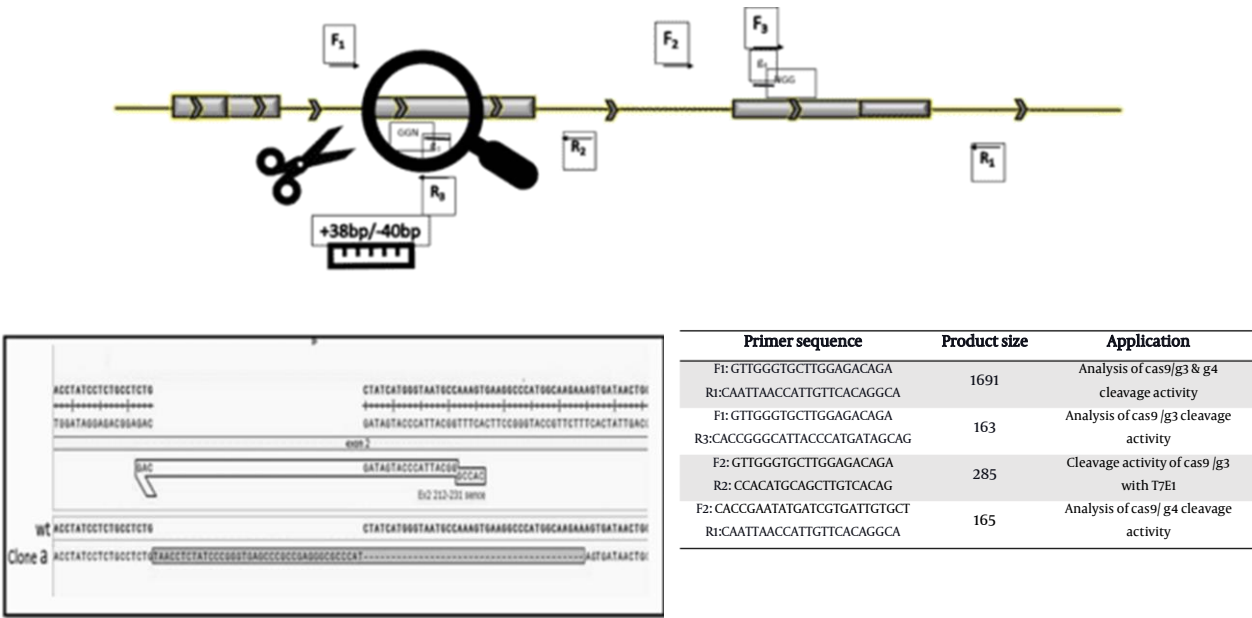 F₁
F₂
F₃
g₄
NGG
GGN
R₂
R₁
R₃
+38bp/-40bp
ACCTATCCTCTGCCTCTG CTATCATGGGTAATGCCAAAGTGAAGGCCCATGGCAAGAAAGTGATAACTG
TGGATAGGAGACGGAGAC GATAGTACCCATTACGGTTTCACTTCCGGGTACCGTTCTTTCACTATTGAC
exon 2
GAC GATAGTACCCATTACGG
GCCAC
Ex2 212-231 sence
wt ACCTATCCTCTGCCTCTG CTATCATGGGTAATGCCAAAGTGAAGGCCCATGGCAAGAAAGTGATAACTG
Clone a ACCTATCCTCTGCCTCTG TAACCTCTATCCCGGGTGAGCCCGCCGAGGGCGCCCAT AGTGATAACTG
Primer sequence Product size Application
F1: GTTGGGTGCTTGGAGACAGA Analysis of cas9/g3 & g4
1691
R1:CAATTAACCATTGTTCACAGGCA cleavage activity
F1: GTTGGGTGCTTGGAGACAGA Analysis of cas9 /g3 cleavage
163
R3:CACCGGGCATTACCCATGATAGCAG activity
F2: GTTGGGTGCTTGGAGACAGA Cleavage activity of cas9 /g3
285
R2: CCACATGCAGCTTGTCACAG with T7E1
F2: CACCGAATATGATCGTGATTGTGCT Analysis of cas9/ g4 cleavage
165
R1:CAATTAACCATTGTTCACAGGCA activity